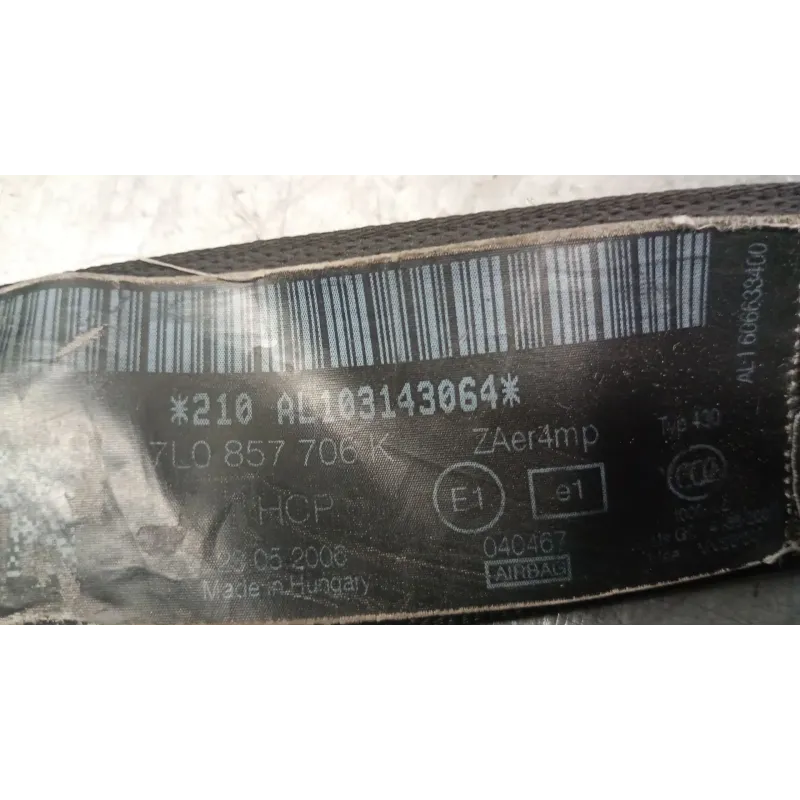 *210 AL103143064*
7L0 857 706 K
ZAer4mp
Typ 430
HCP
E1
e1
CCC
.05.2006
040467
AIRBAG
Made in Hungary
AL1 606633400